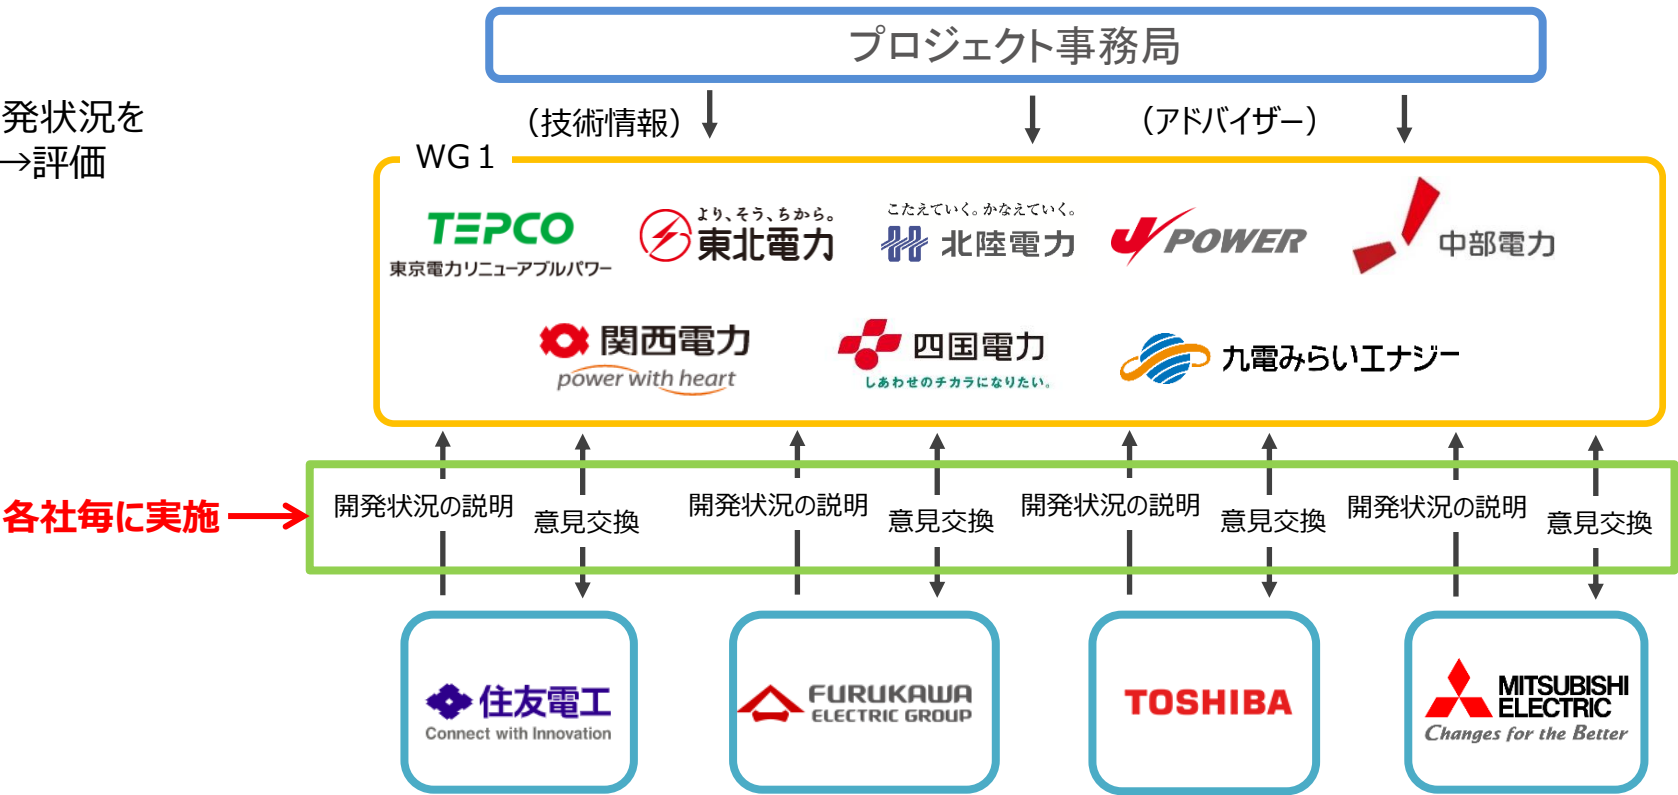 プロジェクト事務局
発状況を
→評価
（技術情報）
（アドバイザー）
WG１
TEPCO
東京電力リニューアブルパワー
より、そう、ちから。
東北電力
こたえていく。かなえていく。
北陸電力
J POWER
中部電力
関西電力
power with heart
四国電力
しあわせのチカラになりたい。
九電みらいエナジー
各社毎に実施
開発状況の説明
意見交換
開発状況の説明
意見交換
開発状況の説明
意見交換
開発状況の説明
意見交換
住友電工
Connect with Innovation
FURUKAWA
ELECTRIC GROUP
TOSHIBA
MITSUBISHI
ELECTRIC
Changes for the Better